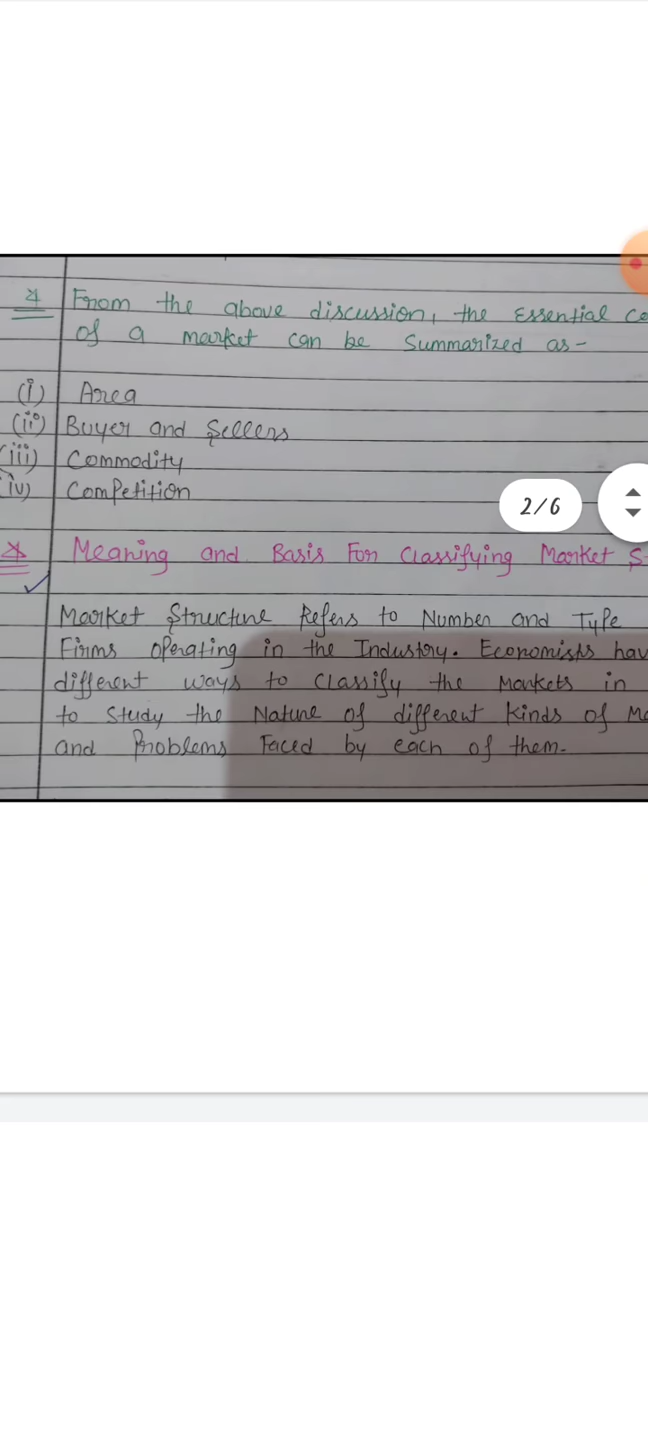 From the above discussion, the Essential Co
of a market can be Summarized as-
(i) Area
(ii) Buyer and Sellers
(iii) Commodity
(iv) Competition
2/6
Meaning and Basis For Classifying Market S
Market Structure Refers to Number and Type
Firms operating in the Industry. Economists hav
different ways to Classify the Markets in
to Study the Nature of different kinds of Ma
and Problems Faced by each of them.